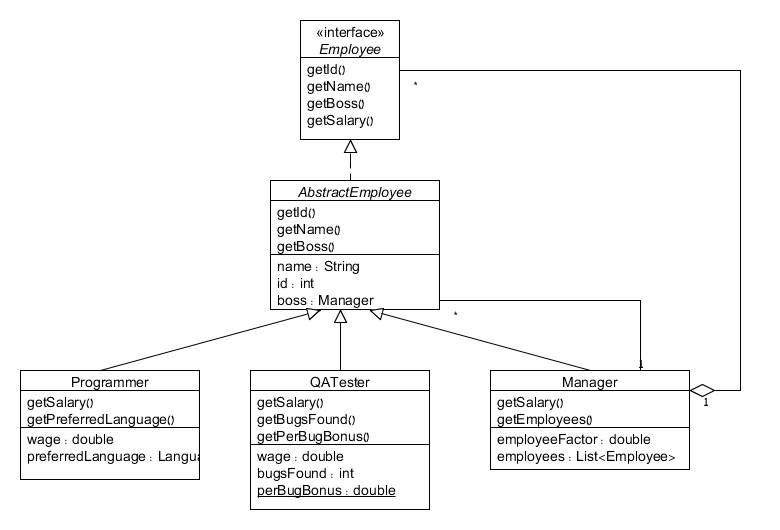 «interface»
Employee
getId()
getName()
getBoss()
getSalary()
*
AbstractEmployee
getId()
getName()
getBoss()
name : String
id : int
boss : Manager
*
1
Programmer
getSalary()
getPreferredLanguage()
wage : double
preferredLanguage : Langua
QATester
getSalary()
getBugsFound()
getPerBugBonus()
wage : double
bugsFound : int
perBugBonus : double
Manager
getSalary()
getEmployees()
employeeFactor : double
employees : List<Employee>
1